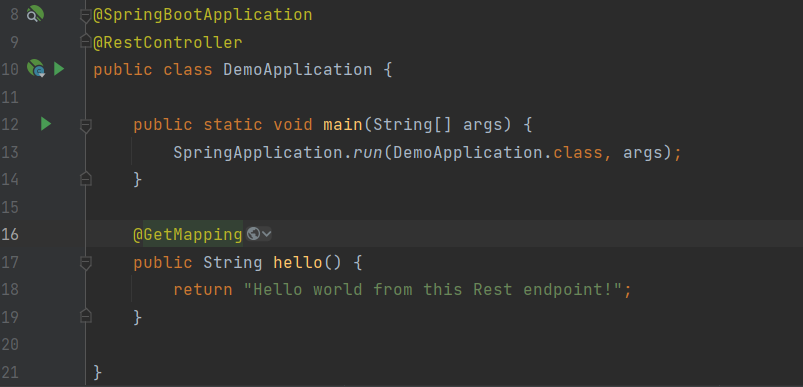 8 @SpringBootApplication
9 @RestController
10 public class DemoApplication {
11
12     public static void main(String[] args) {
13         SpringApplication.run(DemoApplication.class, args);
14     }
15
16     @GetMapping
17     public String hello() {
18         return "Hello world from this Rest endpoint!";
19     }
20
21 }